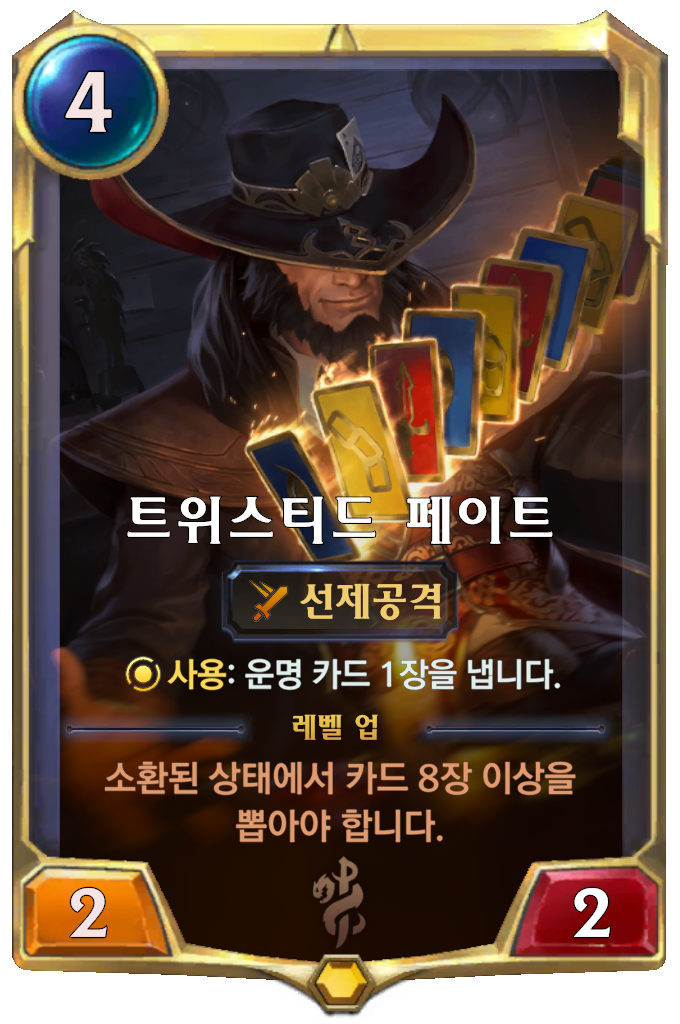 4
트위스티드 페이트
선제공격
사용: 운명 카드 1장을 냅니다.
레벨 업
소환된 상태에서 카드 8장 이상을
뽑아야 합니다.
2
2